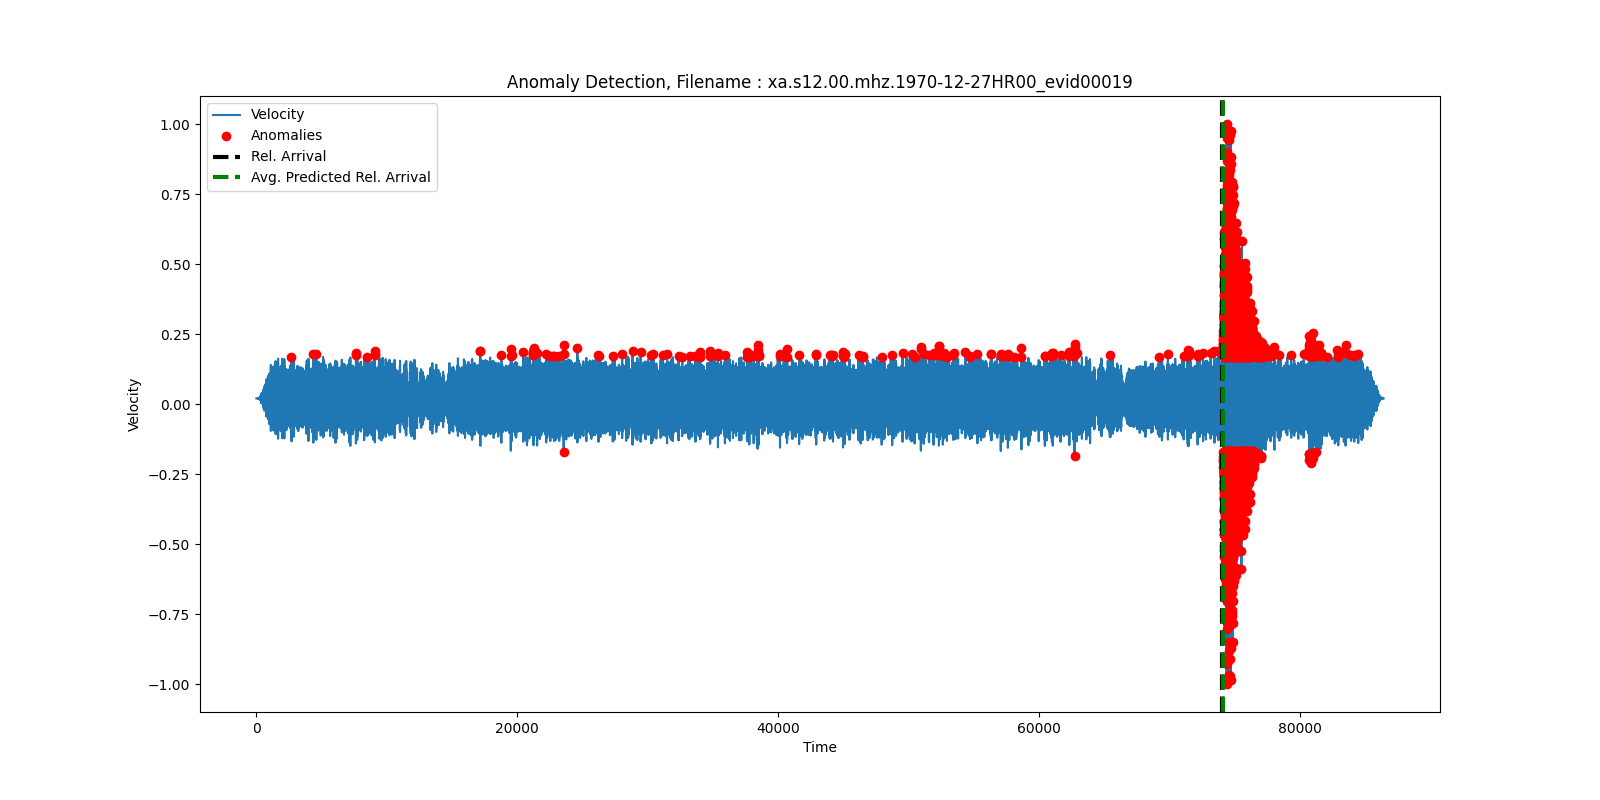 Anomaly Detection, Filename : xa.s12.00.mhz.1970-12-27HR00_evid00019
Velocity
Anomalies
Rel. Arrival
Avg. Predicted Rel. Arrival
1.00
0.75
0.50
0.25
0.00
−0.25
−0.50
−0.75
−1.00
Velocity
0
20000
40000
60000
80000
Time